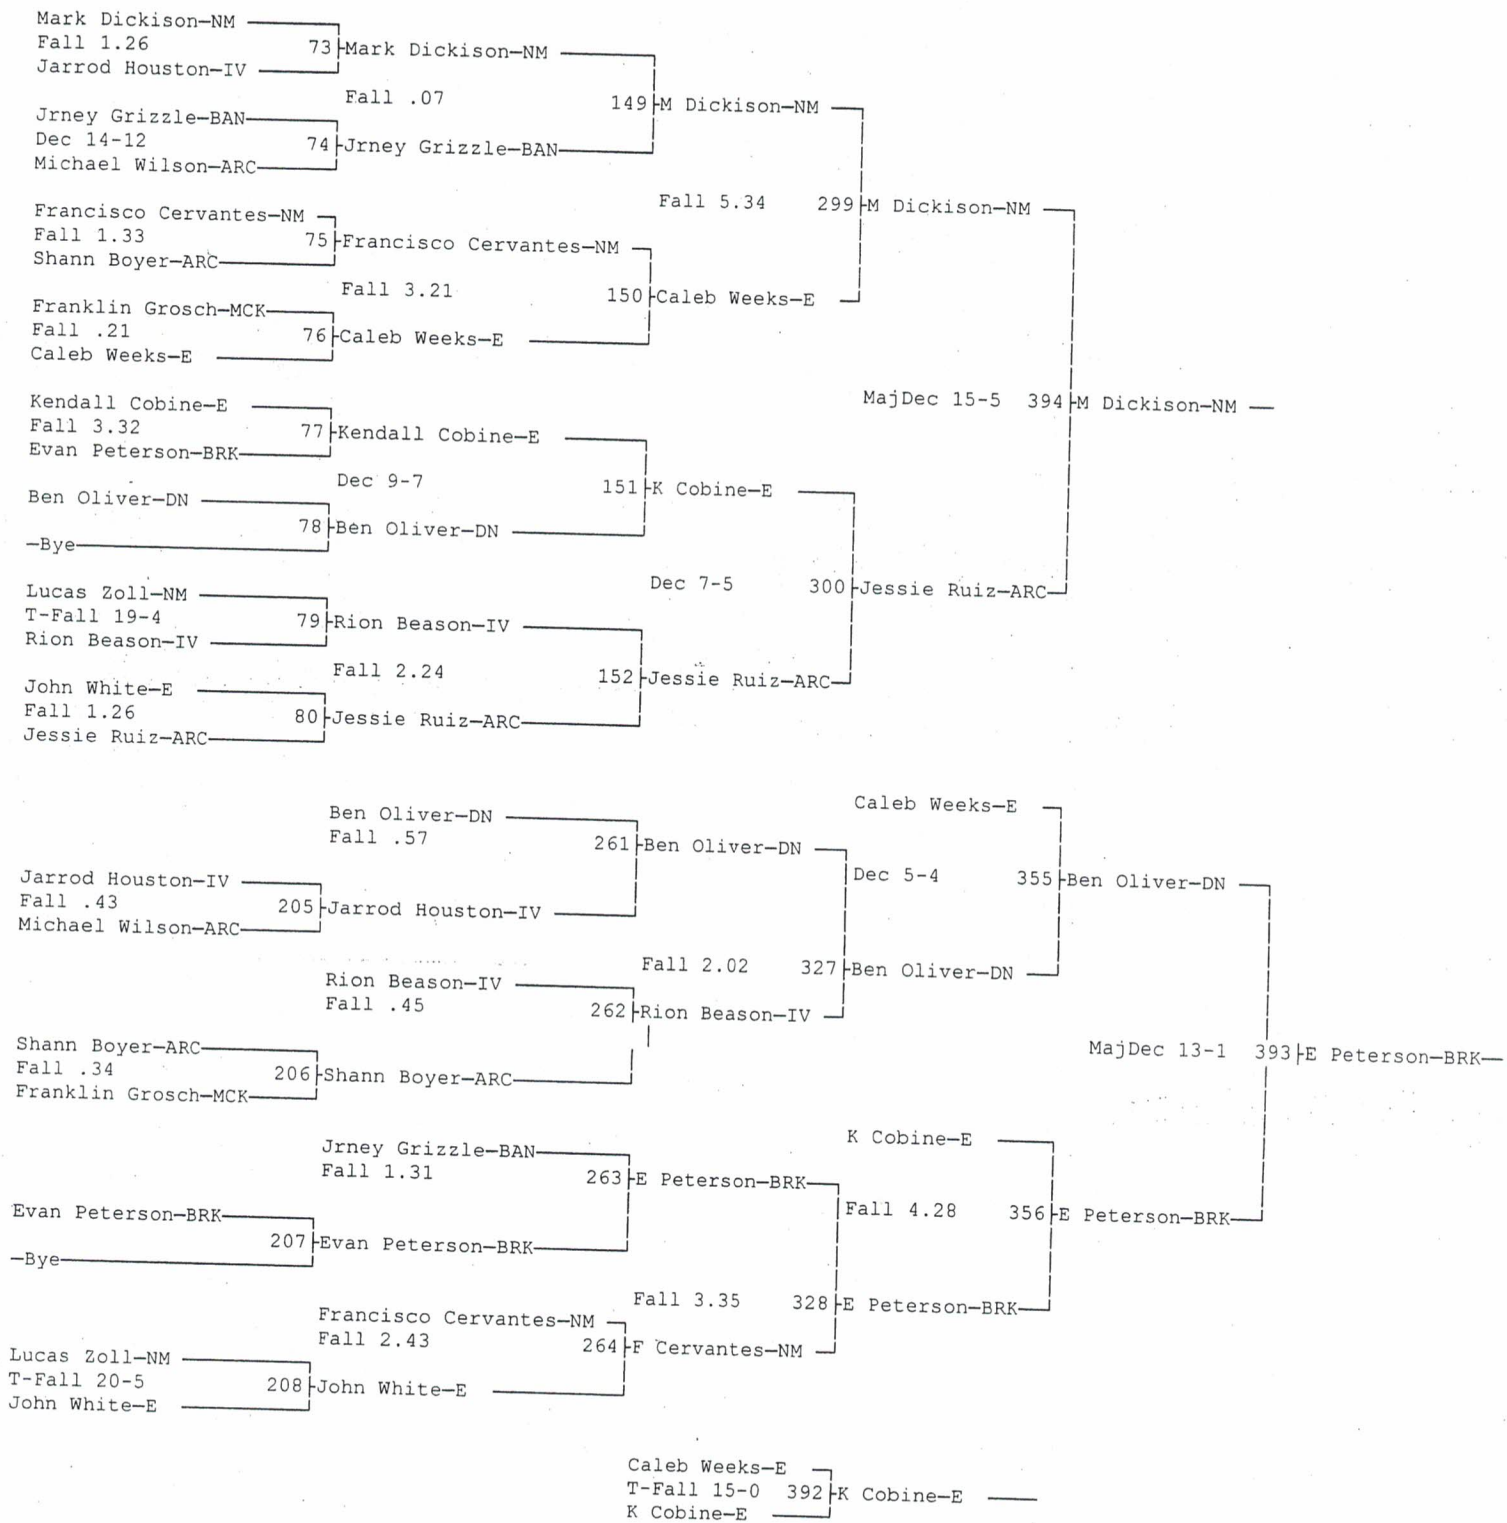 Mark Dickison—NM
Fall 1.26
73 Mark Dickison—NM
Jarrod Houston—IV
Fall .07
149 M Dickison—NM
Jrney Grizzle—BAN
Dec 14-12
74 Jrney Grizzle—BAN
Michael Wilson—ARC
Fall 5.34
299 M Dickison—NM
Francisco Cervantes—NM
Fall 1.33
75 Francisco Cervantes—NM
Shann Boyer—ARC
Fall 3.21
150 Caleb Weeks—E
Franklin Grosch—MCK
Fall .21
76 Caleb Weeks—E
Caleb Weeks—E
MajDec 15-5
394 M Dickison—NM
Kendall Cobine—E
Fall 3.32
77 Kendall Cobine—E
Evan Peterson—BRK
Dec 9-7
151 K Cobine—E
Ben Oliver—DN
78 Ben Oliver—DN
—Bye
Dec 7-5
300 Jessie Ruiz—ARC
Lucas Zoll—NM
T-Fall 19-4
79 Rion Beason—IV
Rion Beason—IV
Fall 2.24
152 Jessie Ruiz—ARC
John White—E
Fall 1.26
80 Jessie Ruiz—ARC
Jessie Ruiz—ARC
Caleb Weeks—E
Ben Oliver—DN
Fall .57
261 Ben Oliver—DN
Dec 5-4
355 Ben Oliver—DN
Jarrod Houston—IV
Fall .43
205 Jarrod Houston—IV
Michael Wilson—ARC
Fall 2.02
327 Ben Oliver—DN
Rion Beason—IV
Fall .45
262 Rion Beason—IV
Shann Boyer—ARC
Fall .34
206 Shann Boyer—ARC
Franklin Grosch—MCK
MajDec 13-1
393 E Peterson—BRK
K Cobine—E
Jrney Grizzle—BAN
Fall 1.31
263 E Peterson—BRK
Fall 4.28
356 E Peterson—BRK
Evan Peterson—BRK
207 Evan Peterson—BRK
—Bye
Fall 3.35
328 E Peterson—BRK
Francisco Cervantes—NM
Fall 2.43
264 F Cervantes—NM
Lucas Zoll—NM
T-Fall 20-5
208 John White—E
John White—E
Caleb Weeks—E
T-Fall 15-0
392 K Cobine—E
K Cobine—E